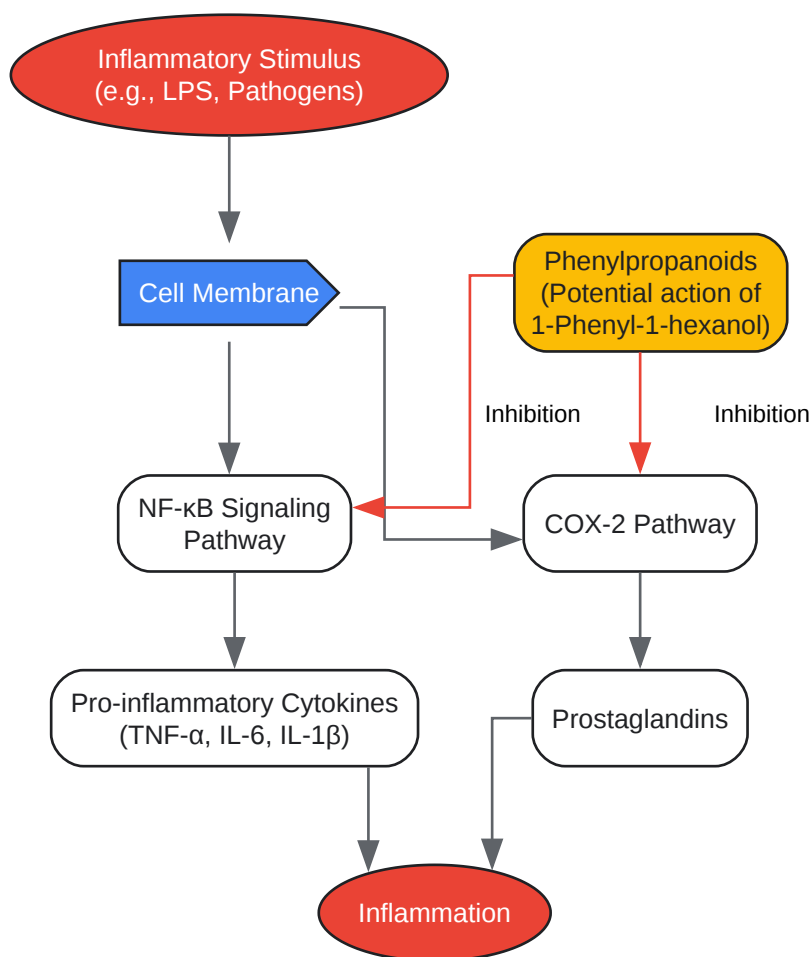 Inflammatory Stimulus
(e.g., LPS, Pathogens)
Cell Membrane
Phenylpropanoids
(Potential action of
1-Phenyl-1-hexanol)
Inhibition
Inhibition
NF-κB Signaling
Pathway
COX-2 Pathway
Pro-inflammatory Cytokines
(TNF-α, IL-6, IL-1β)
Prostaglandins
Inflammation